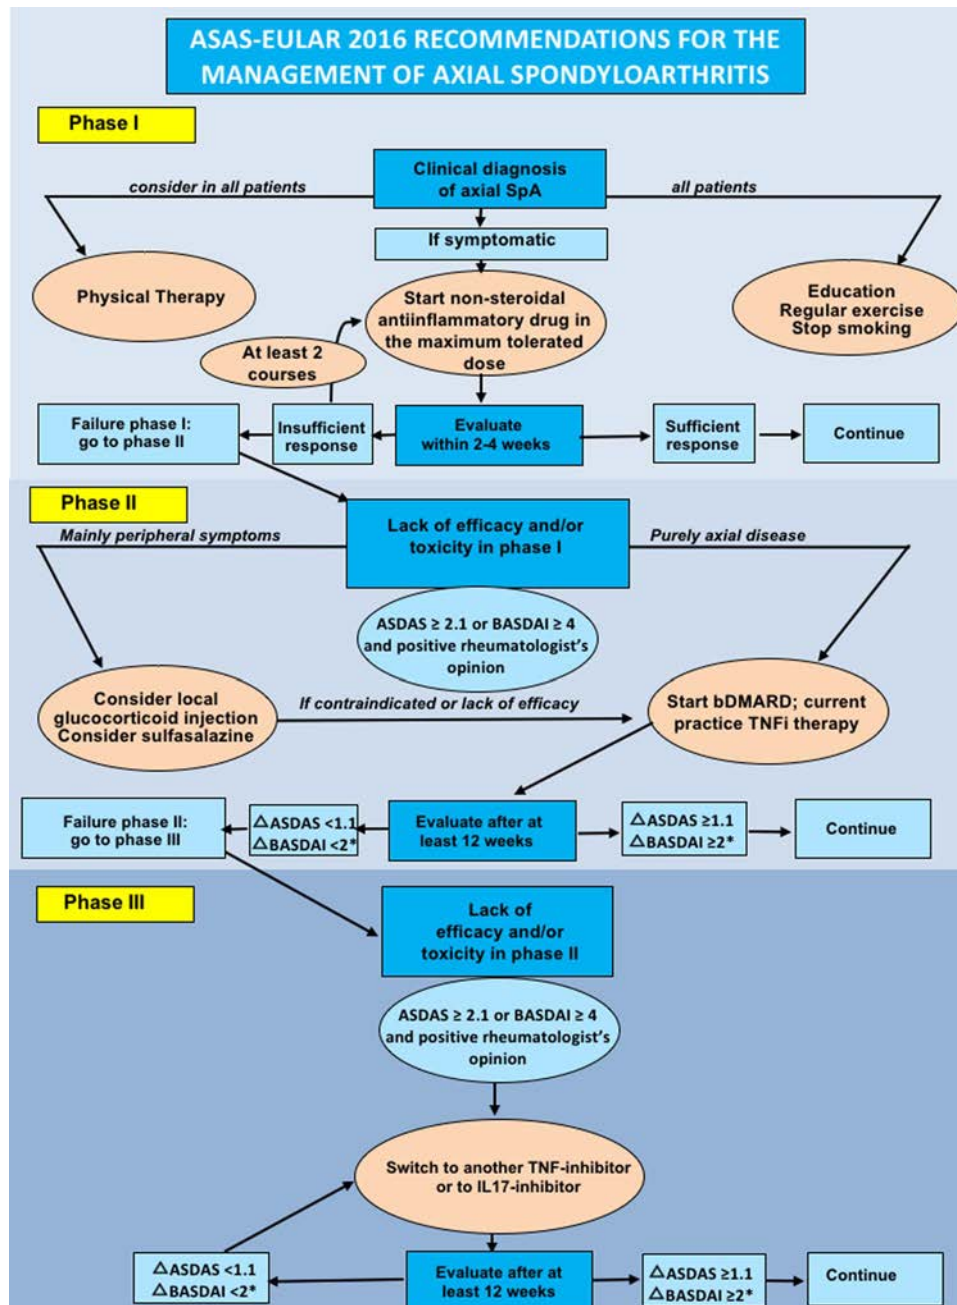 ASAS-EULAR 2016 RECOMMENDATIONS FOR THE
MANAGEMENT OF AXIAL SPONDYLOARTHRITIS
Phase I
Clinical diagnosis
of axial SpA
consider in all patients
all patients
If symptomatic
Physical Therapy
Start non-steroidal
antiinflammatory drug in
the maximum tolerated
dose
Education
Regular exercise
Stop smoking
At least 2
courses
Failure phase I:
go to phase II
Insufficient
response
Evaluate
within 2-4 weeks
Sufficient
response
Continue
Phase II
Mainly peripheral symptoms
Lack of efficacy and/or
toxicity in phase I
Purely axial disease
ASDAS ≥ 2.1 or BASDAI ≥ 4
and positive rheumatologist's
opinion
Consider local
glucocorticoid injection
Consider sulfasalazine
If contraindicated or lack of efficacy
Start bDMARD; current
practice TNFi therapy
Failure phase II:
go to phase III
△ASDAS <1.1
△BASDAI <2*
Evaluate after at
least 12 weeks
△ASDAS ≥1.1
△BASDAI ≥2*
Continue
Phase III
Lack of
efficacy and/or
toxicity in phase II
ASDAS ≥ 2.1 or BASDAI ≥ 4
and positive rheumatologist's
opinion
Switch to another TNF-inhibitor
or to IL17-inhibitor
△ASDAS <1.1
△BASDAI <2*
Evaluate after at
least 12 weeks
△ASDAS ≥1.1
△BASDAI ≥2*
Continue